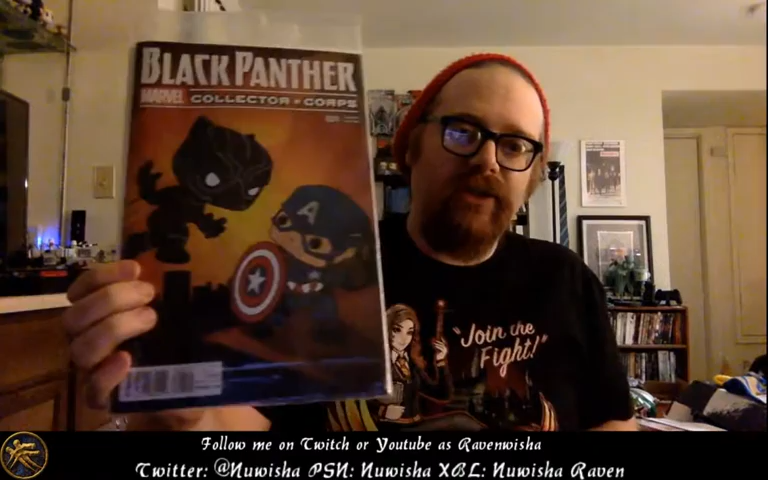 BLACK PANTHER
MARVEL COLLECTOR CORPS
001
A
"Join the
Fight!"
Follow me on Twitch or Youtube as Ravenwisha
Twitter: @Nuwisha PSN: Nuwisha XBL: Nuwisha Raven